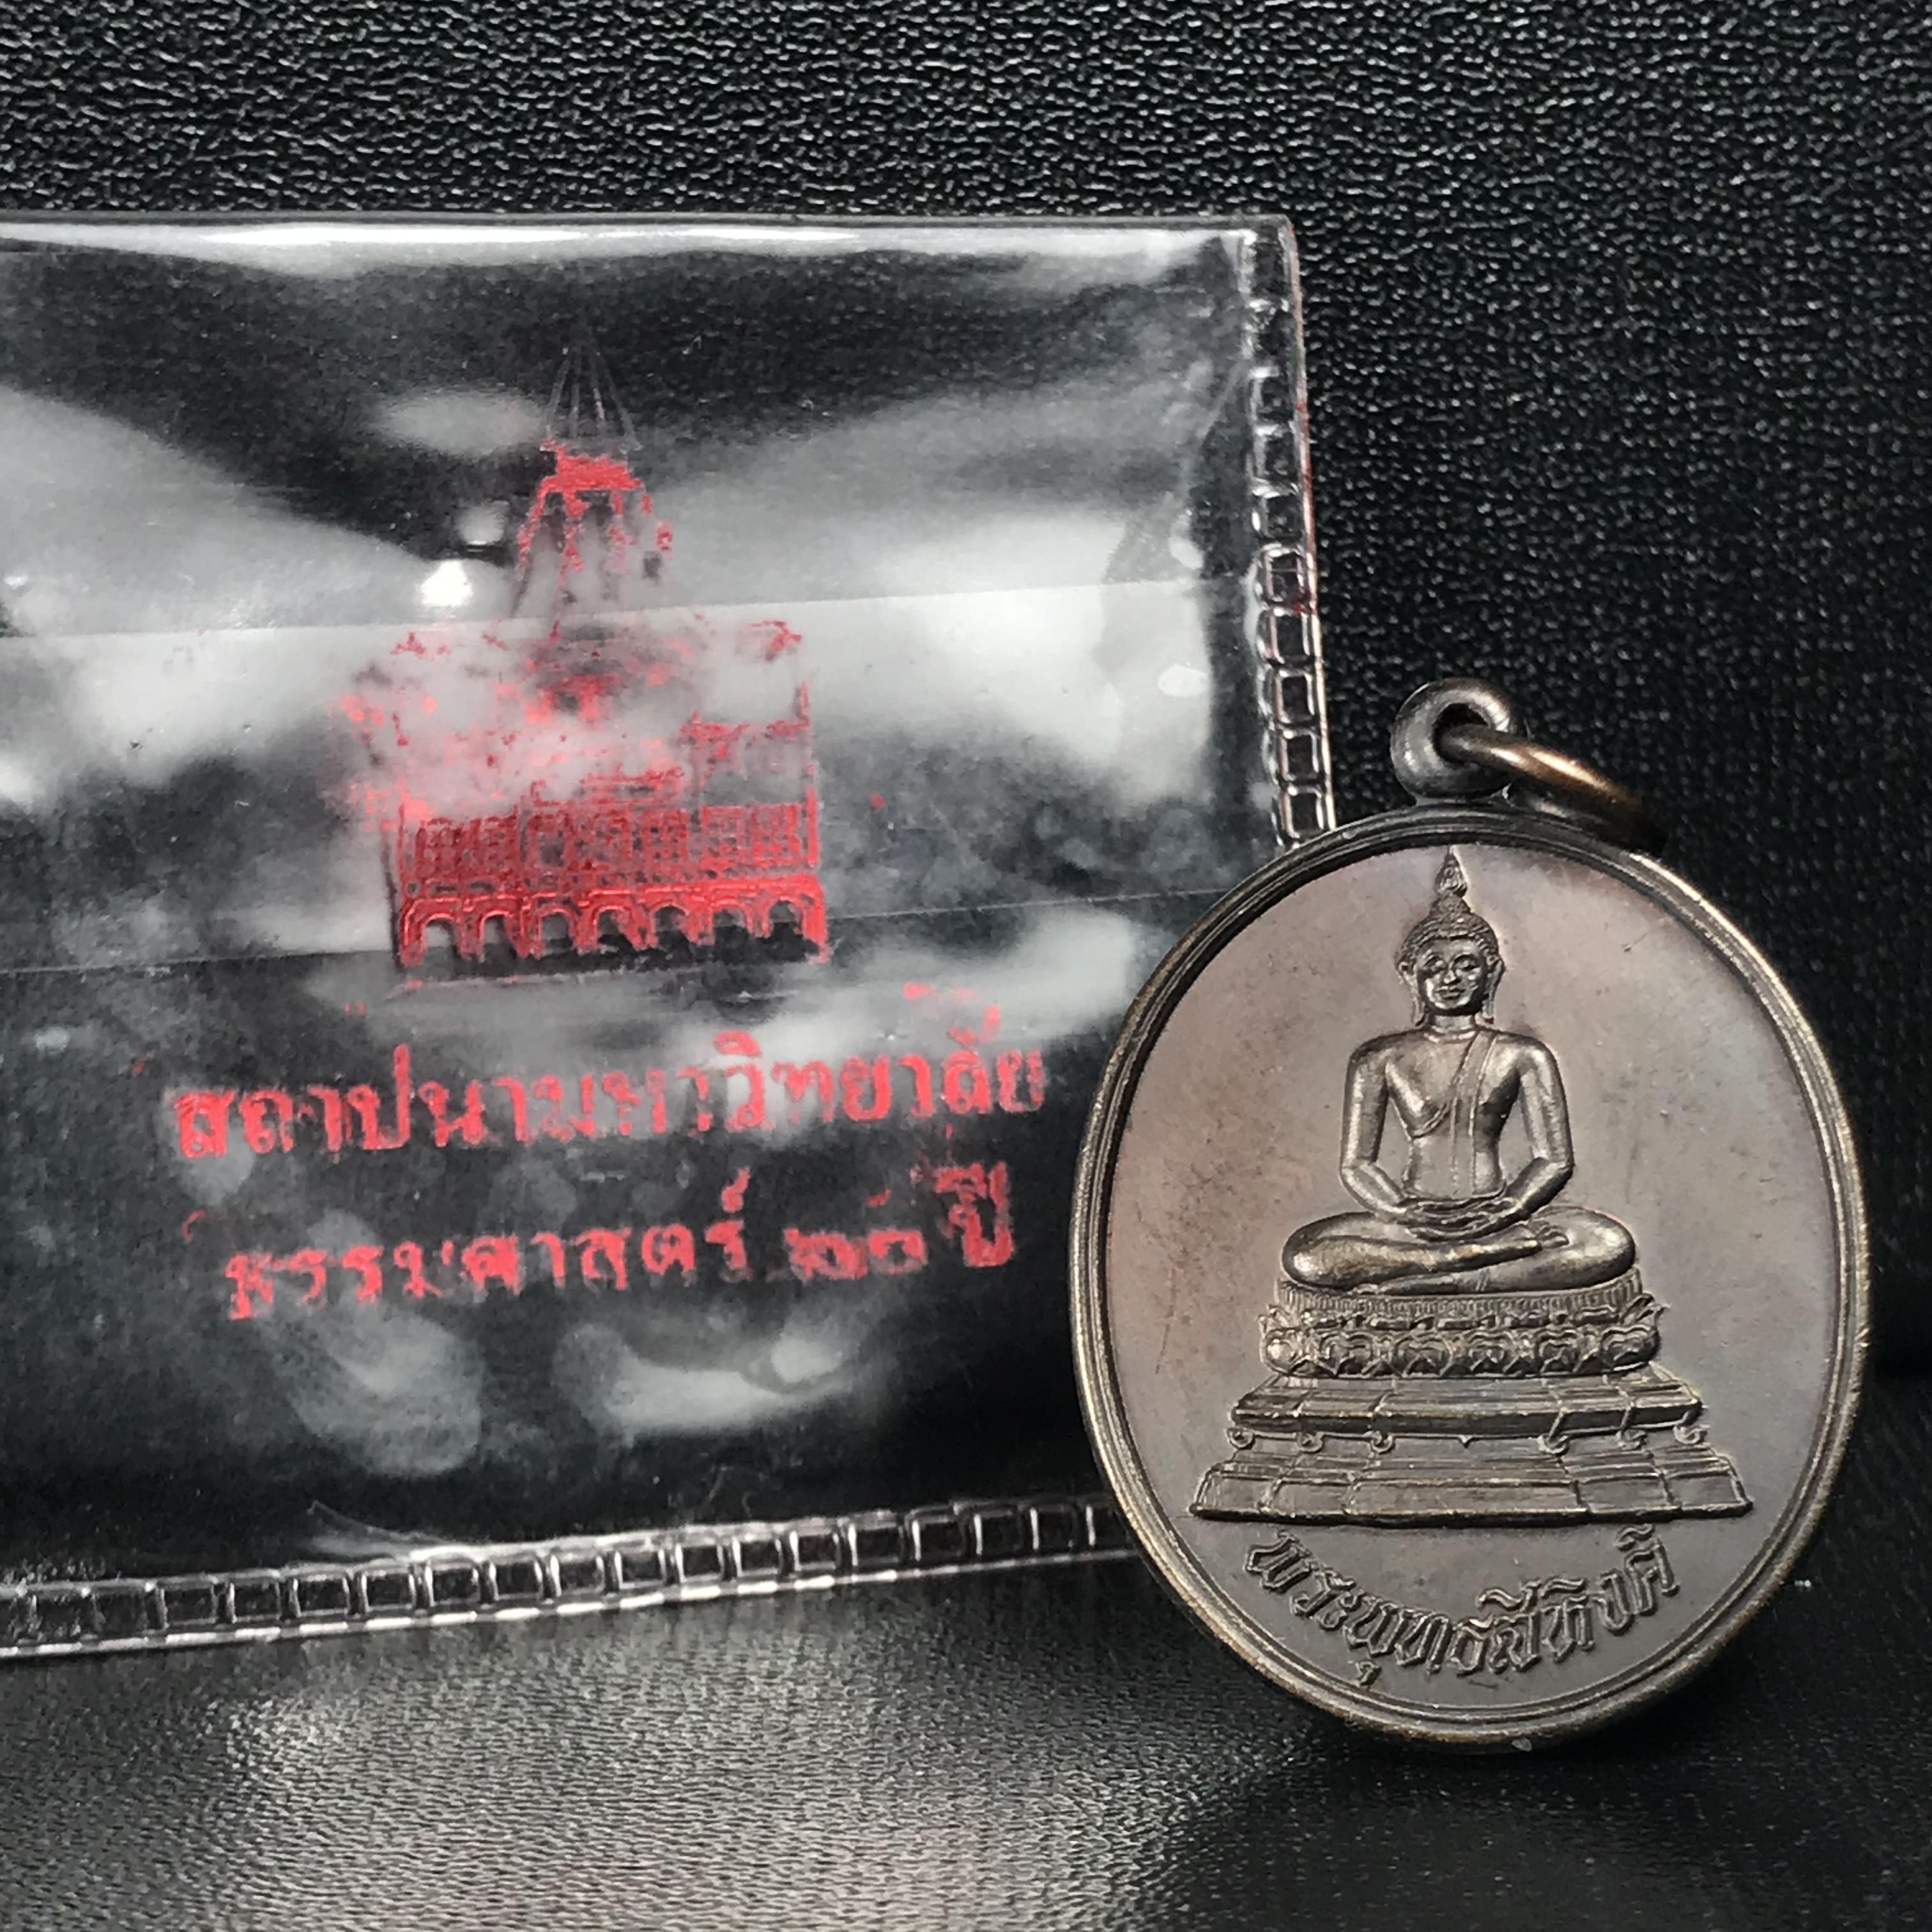 สถาปนามหาวิทยาลัย
ธรรมศาสตร์ ๖๐ ปี
พระพุทธสิหิงค์